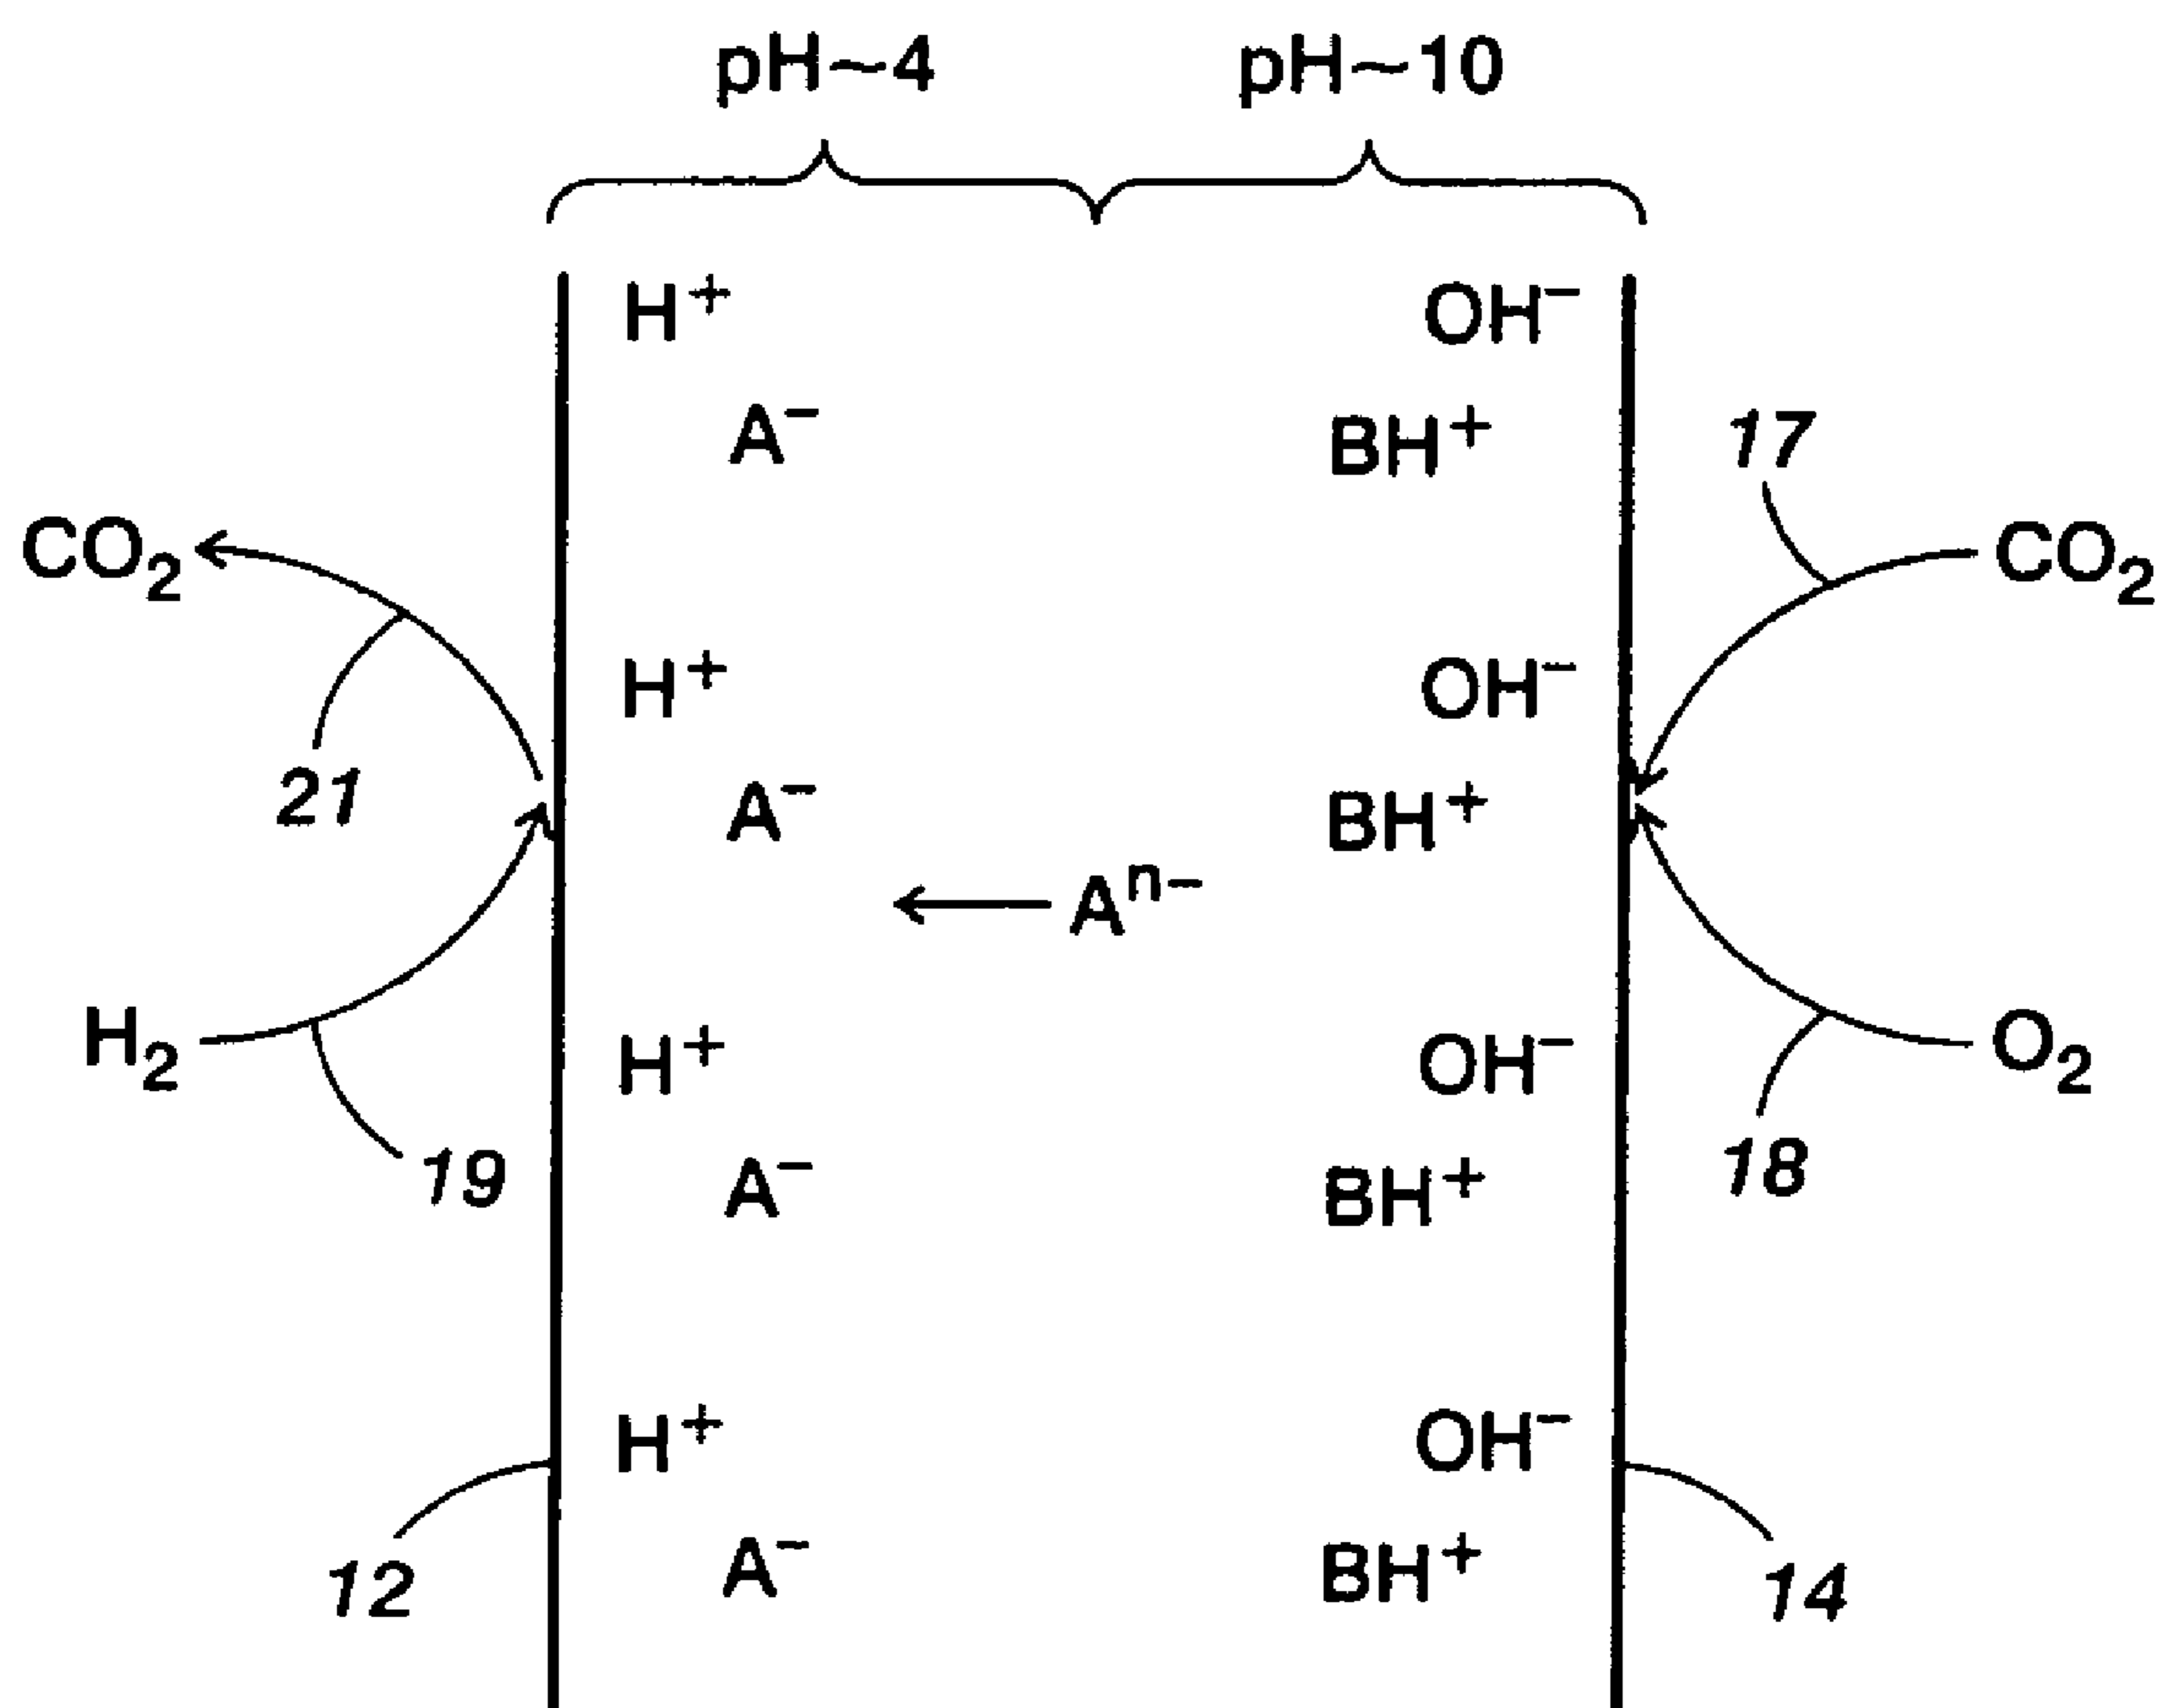 pH~4 pH~10
H⁺ OH⁻
A⁻ BH⁺ 17
CO₂ CO₂
H⁺ OH⁻
21 A⁻ BH⁺
Aⁿ⁻
H₂ H⁺ OH⁻ O₂
19 A⁻ BH⁺ 18
H⁺ OH⁻
12 A⁻ BH⁺ 14